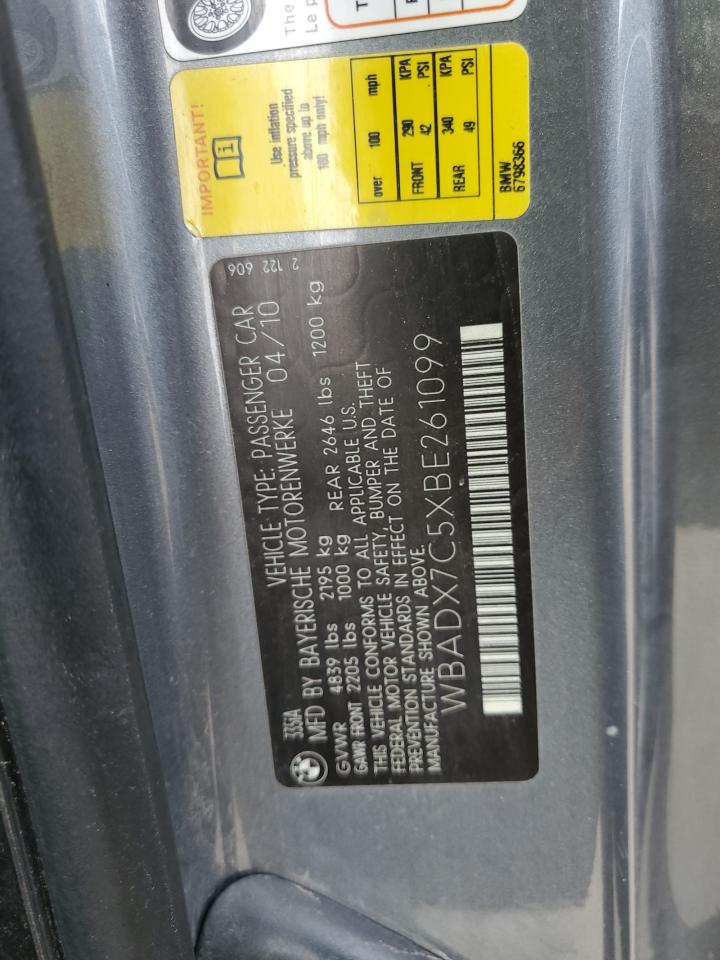 The
Le p
IMPORTANT!
Use inflation
pressure specified
above up to
100 mph only!
over 100 mph
FRONT 290 KPA
42 PSI
REAR 340 KPA
49 PSI
BMW
6798366
2 122 606
335iA VEHICLE TYPE: PASSENGER CAR
MFD BY BAYERISCHE MOTORENWERKE 04/10
GVWR 4839 lbs 2195 kg
GAWR FRONT 2205 lbs 1000 kg REAR 2646 lbs 1200 kg
THIS VEHICLE CONFORMS TO ALL APPLICABLE U.S.
FEDERAL MOTOR VEHICLE SAFETY, BUMPER AND THEFT
PREVENTION STANDARDS IN EFFECT ON THE DATE OF
MANUFACTURE SHOWN ABOVE.
WBADX7C5XBE261099